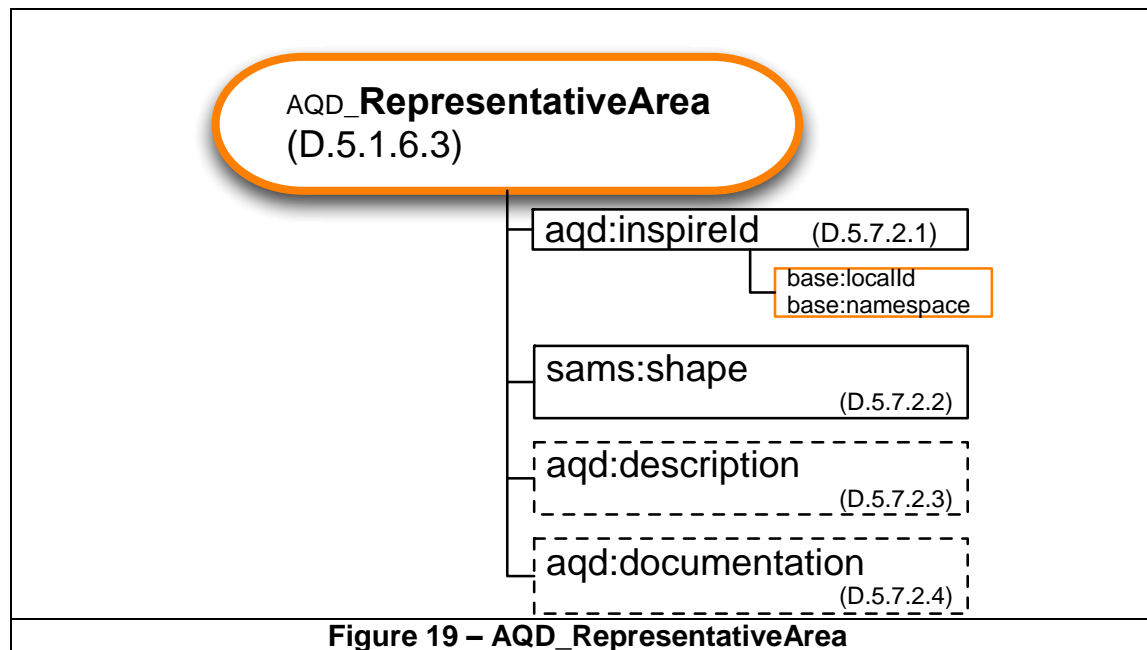 AQD_RepresentativeArea
(D.5.1.6.3)
aqd:inspireId (D.5.7.2.1)
base:localId
base:namespace
sams:shape
(D.5.7.2.2)
aqd:description
(D.5.7.2.3)
aqd:documentation
(D.5.7.2.4)
Figure 19 – AQD_RepresentativeArea